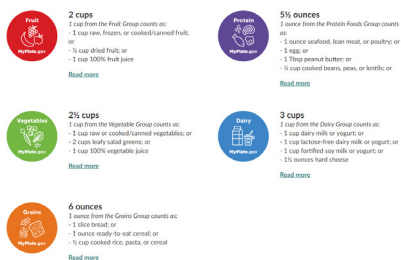 Fruit
MyPlate.gov
2 cups
1 cup from the Fruit Group counts as:
- 1 cup raw, frozen, or cooked/canned fruit;
or
- ½ cup dried fruit; or
- 1 cup 100% fruit juice
Read more
Vegetables
MyPlate.gov
2½ cups
1 cup from the Vegetable Group counts as:
- 1 cup raw or cooked/canned vegetables; or
- 2 cups leafy salad greens; or
- 1 cup 100% vegetable juice
Read more
Grains
MyPlate.gov
6 ounces
1 ounce from the Grains Group counts as:
- 1 slice bread; or
- 1 ounce ready-to-eat cereal; or
- ½ cup cooked rice, pasta, or cereal
Read more
Protein
MyPlate.gov
5½ ounces
1 ounce from the Protein Foods Group counts
as:
- 1 ounce seafood, lean meat, or poultry; or
- 1 egg; or
- 1 Tbsp peanut butter; or
- ¼ cup cooked beans, peas, or lentils; or
Read more
Dairy
MyPlate.gov
3 cups
1 cup from the Dairy Group counts as:
- 1 cup dairy milk or yogurt; or
- 1 cup lactose-free dairy milk or yogurt; or
- 1 cup fortified soy milk or yogurt; or
- 1½ ounces hard cheese
Read more